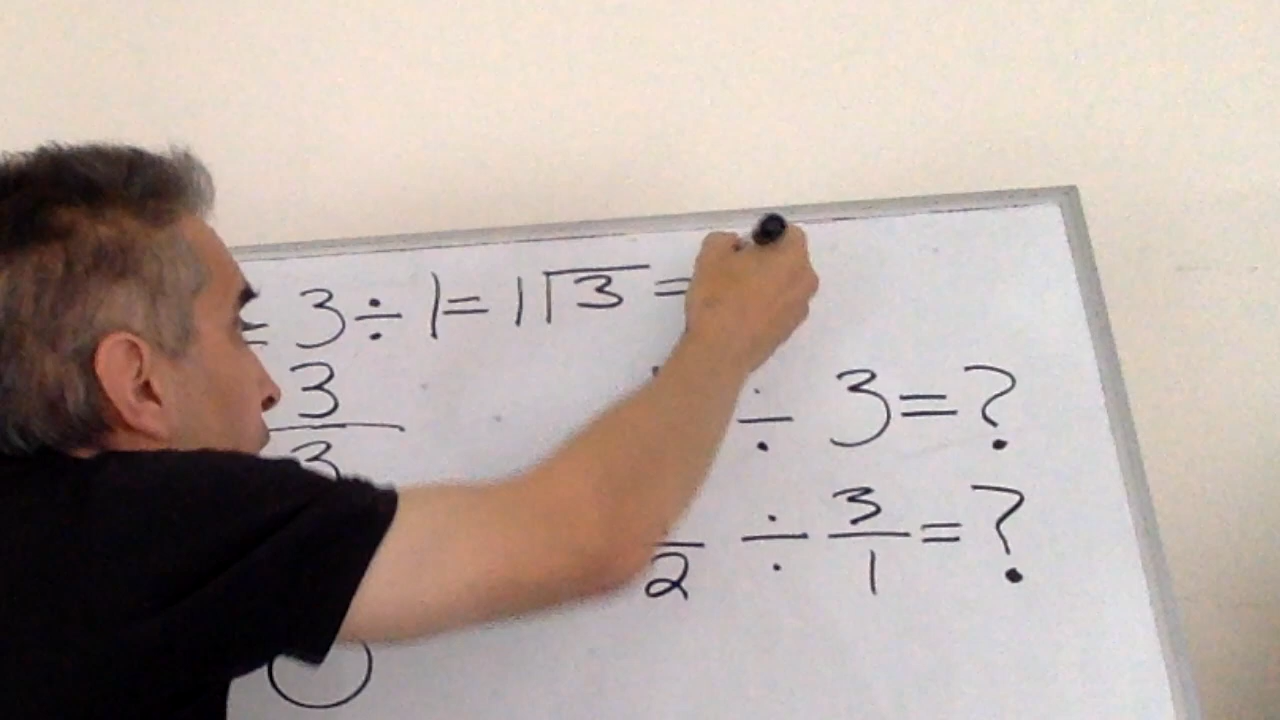 = 3 ÷ 1 = 1√3 =
3
3
÷ 3 = ?
2 ÷ 3/1 = ?